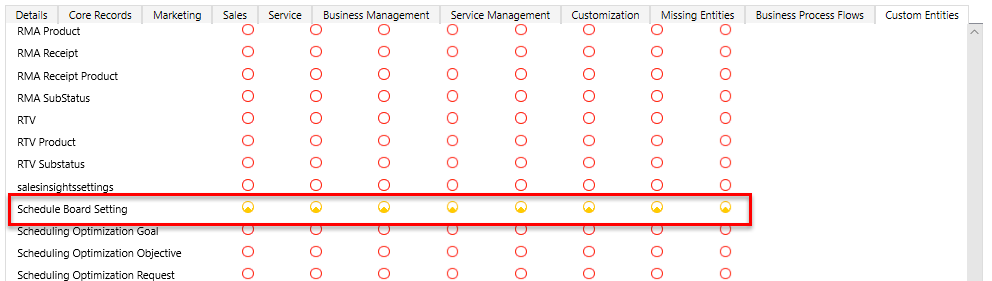 Details Core Records Marketing Sales Service Business Management Service Management Customization Missing Entities Business Process Flows Custom Entities
RMA Product
RMA Receipt
RMA Receipt Product
RMA SubStatus
RTV
RTV Product
RTV Substatus
salesinsightssettings
Schedule Board Setting
Scheduling Optimization Goal
Scheduling Optimization Objective
Scheduling Optimization Request